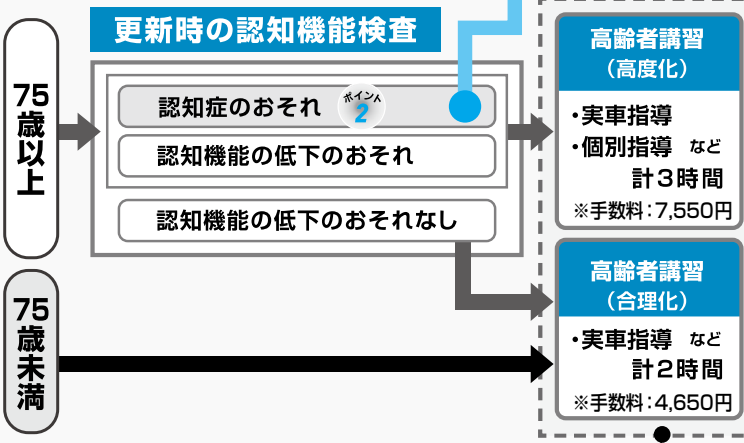 更新時の認知機能検査
75歳以上
認知症のおそれ
ポイント
2
認知機能の低下のおそれ
認知機能の低下のおそれなし
高齢者講習
（高度化）
・実車指導
・個別指導 など
計3時間
※手数料：7,550円
75歳未満
高齢者講習
（合理化）
・実車指導 など
計2時間
※手数料：4,650円